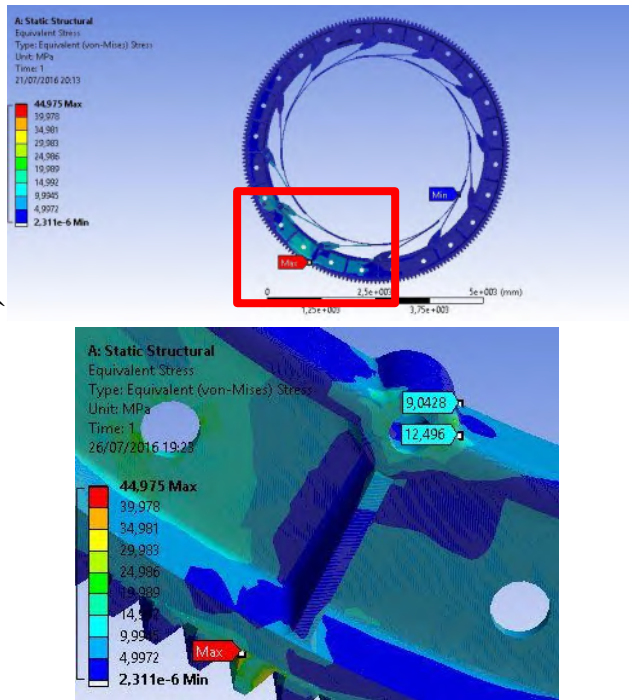 A: Static Structural
Equivalent Stress
Type: Equivalent (von-Mises) Stress
Unit: MPa
Time: 1
21/07/2016 20:13
44,975 Max
39,978
34,981
29,983
24,986
19,989
14,992
9,9945
4,9972
2,311e-6 Min
Min
Max
0
2,5e+003
5e+003 (mm)
1,25e+003
3,75e+003
A: Static Structural
Equivalent Stress
Type: Equivalent (von-Mises) Stress
Unit: MPa
Time: 1
26/07/2016 19:23
9,0428
12,496
44,975 Max
39,978
34,981
29,983
24,986
19,989
9,9945
4,9972
2,311e-6 Min
Max